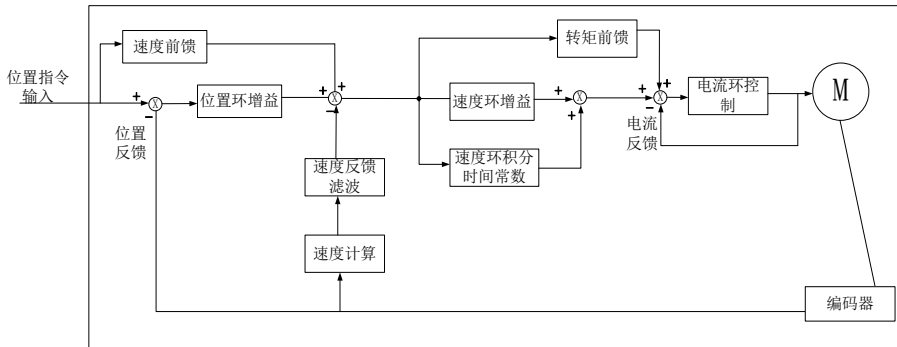 速度前馈
转矩前馈
位置指令
输入
+
-
X
位置环增益
+
+
-
X
速度环增益
+
+
X
+
+
-
X
电流环控
制
M
位置
反馈
电流
反馈
速度环积分
时间常数
速度反馈
滤波
速度计算
编码器